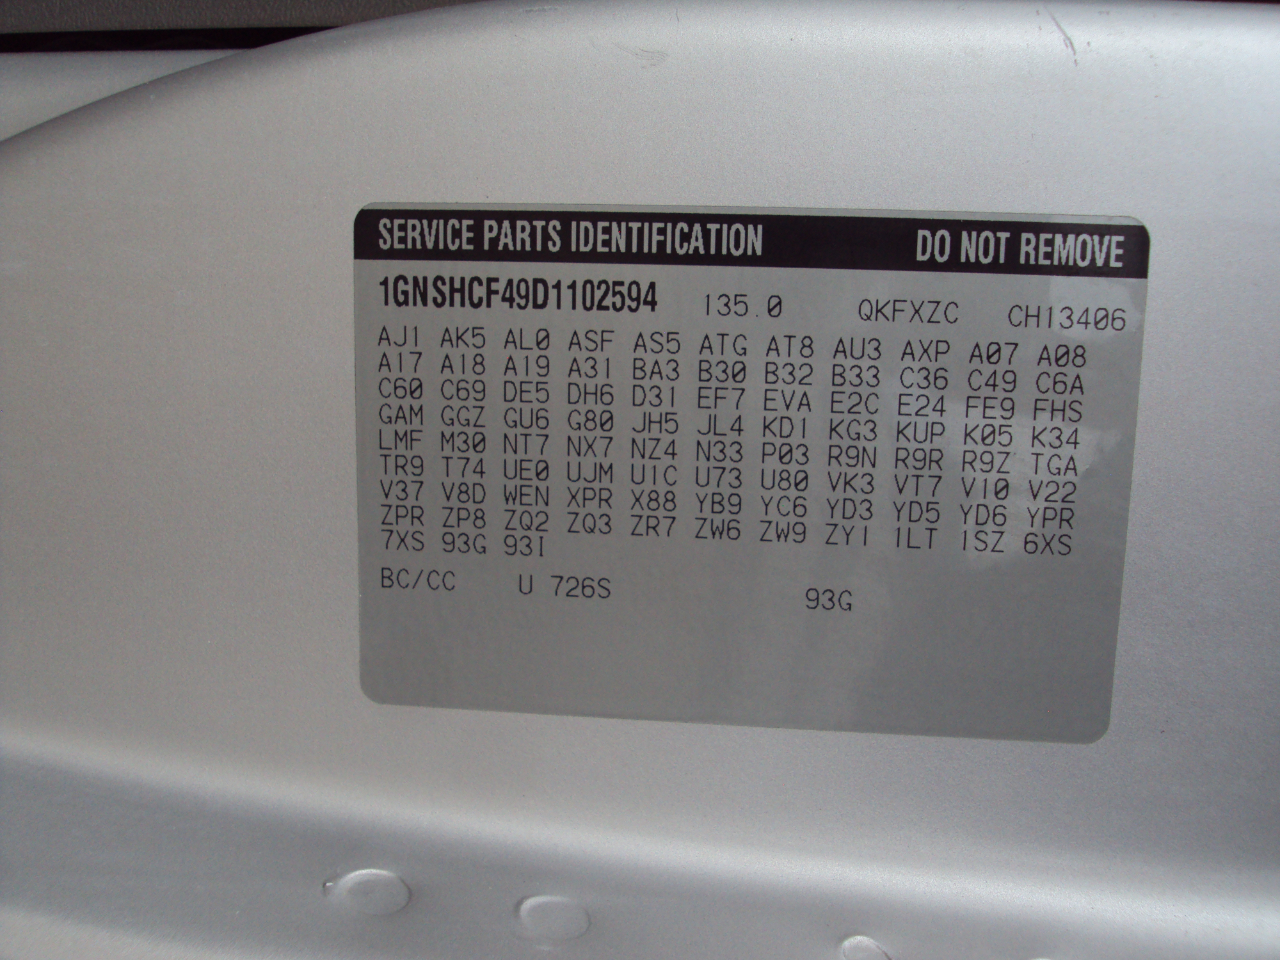 SERVICE PARTS IDENTIFICATION DO NOT REMOVE
1GNSHCF49D1102594 135.0 QKFXZC CH13406
AJ1 AK5 AL0 ASF AS5 ATG AT8 AU3 AXP A07 A08
A17 A18 A19 A31 BA3 B30 B32 B33 C36 C49 C6A
C60 C69 DE5 DH6 D31 EF7 EVA E2C E24 FE9 FHS
GAM GGZ GU6 G80 JH5 JL4 KD1 KG3 KUP K05 K34
LMF M30 NT7 NX7 NZ4 N33 P03 R9N R9R R9Z TGA
TR9 T74 UE0 UJM U1C U73 U80 VK3 VT7 V10 V22
V37 V8D WEN XPR X88 YB9 YC6 YD3 YD5 YD6 YPR
ZPR ZP8 ZQ2 ZQ3 ZR7 ZW6 ZW9 ZY1 1LT 1SZ 6XS
7XS 93G 93I
BC/CC U 726S 93G